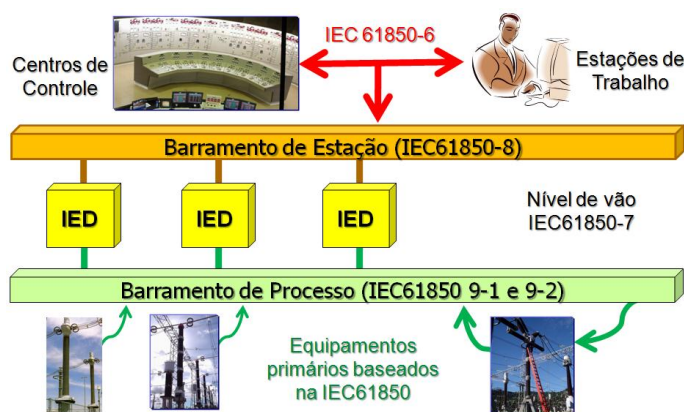 IEC 61850-6
Centros de
Controle
Estações de
Trabalho
Barramento de Estação (IEC61850-8)
IED
IED
IED
Nível de vão
IEC61850-7
Barramento de Processo (IEC61850 9-1 e 9-2)
Equipamentos
primários baseados
na IEC61850